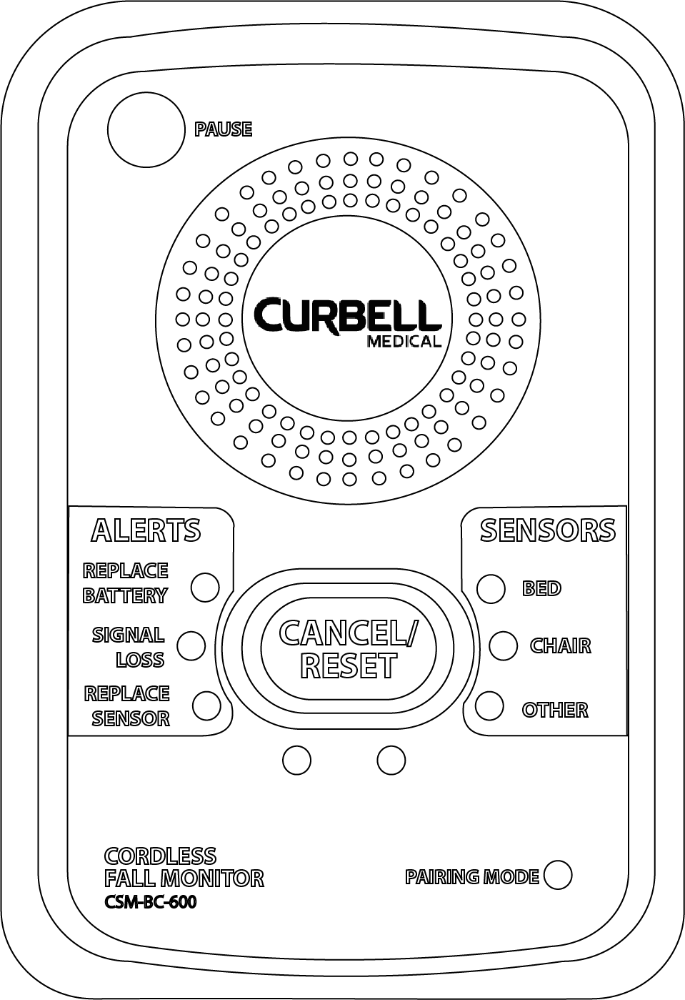 PAUSE
CURBELL
MEDICAL
ALERTS
REPLACE
BATTERY
SIGNAL
LOSS
REPLACE
SENSOR
CANCEL/
RESET
SENSORS
BED
CHAIR
OTHER
CORDLESS
FALL MONITOR
CSM-BC-600
PAIRING MODE